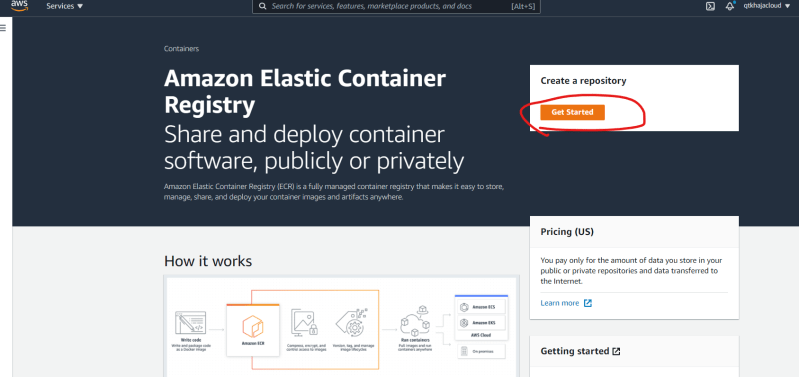 aws
Services ▼
Search for services, features, marketplace products, and docs
[Alt+S]
qtkhajacloud ▼
Containers
Amazon Elastic Container
Registry
Share and deploy container
software, publicly or privately
Amazon Elastic Container Registry (ECR) is a fully managed container registry that makes it easy to store,
manage, share, and deploy your container images and artifacts anywhere.
Create a repository
Get Started
Pricing (US)
You pay only for the amount of data you store in your
public or private repositories and data transferred to
the Internet.
Learn more
Getting started
How it works
Write code
Write and package code
as a Docker image
Amazon ECR
Compress, encrypt, and
control access to images
Version, tag, and manage
image lifecycles
Run containers
Pull images and run
containers anywhere
Amazon ECS
Amazon EKS
AWS Cloud
On premises